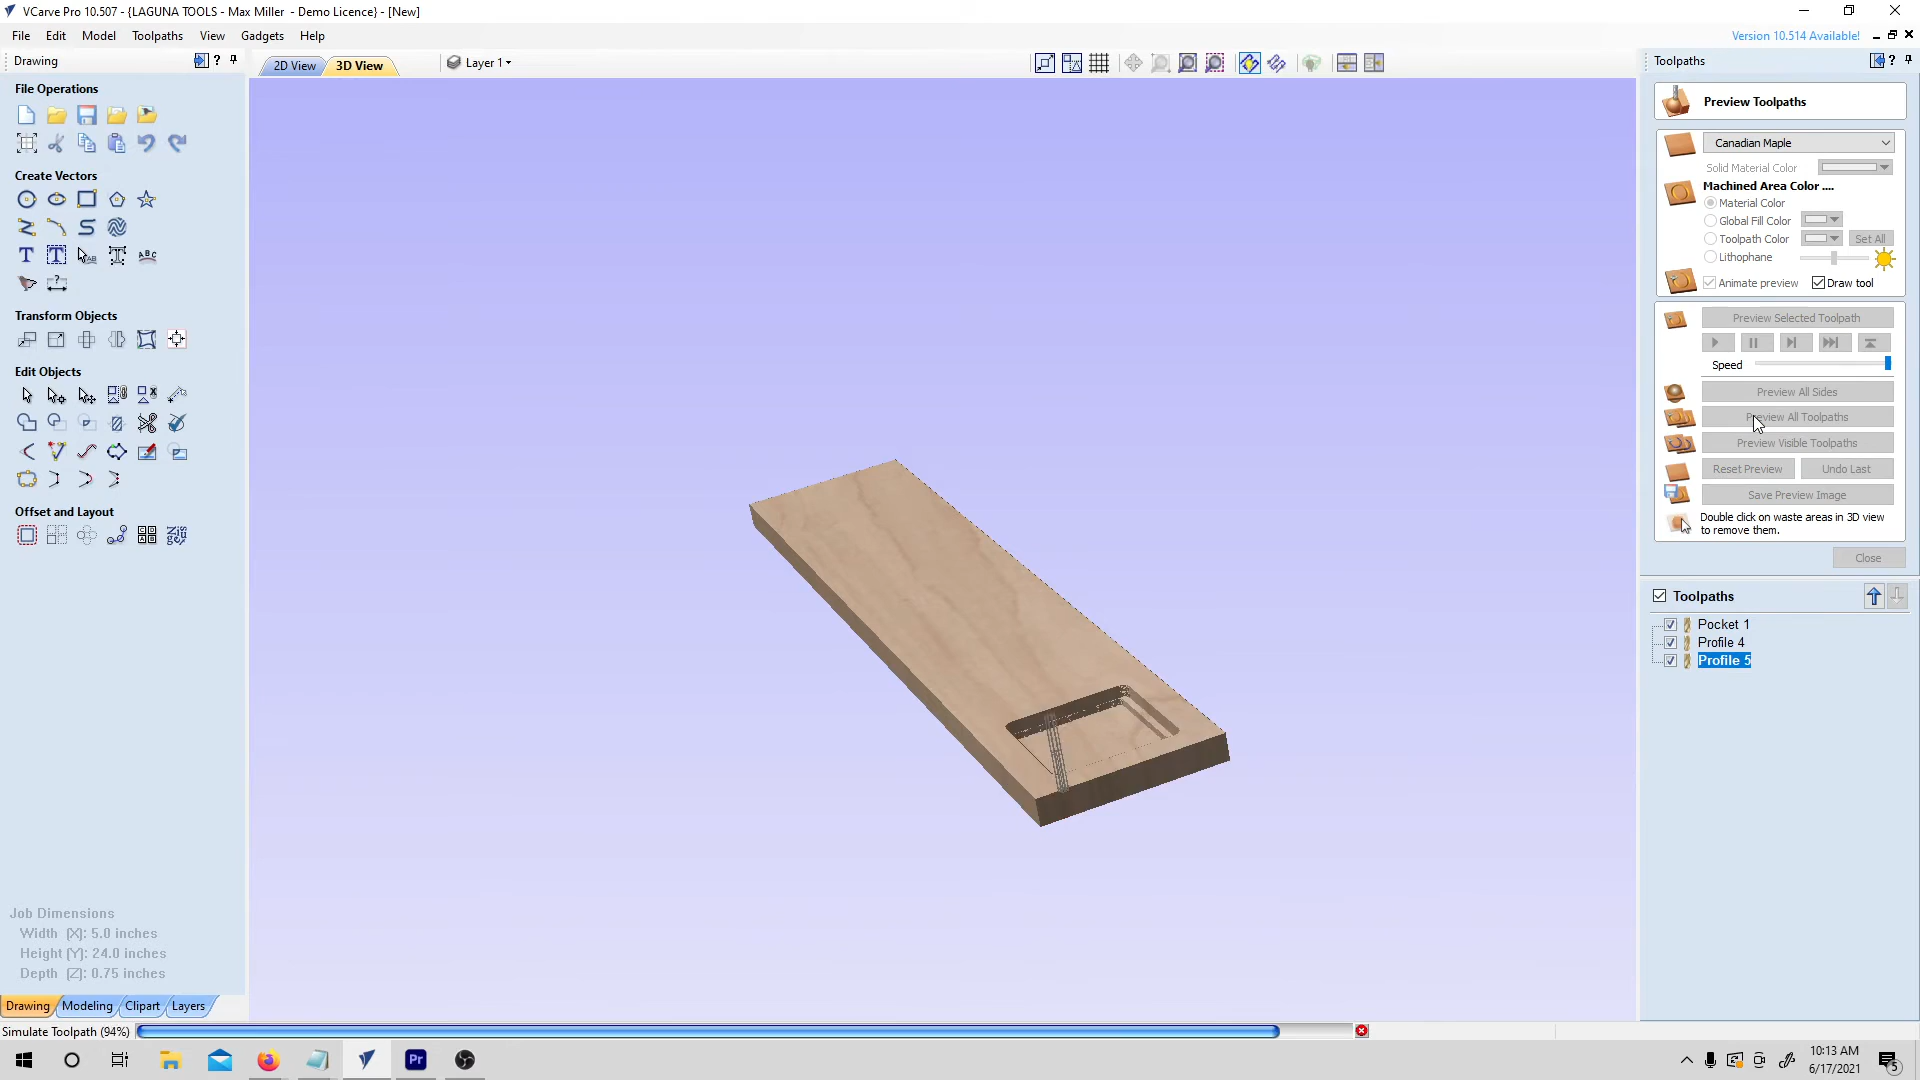 VCarve Pro 10.507 - {LAGUNA TOOLS - Max Miller - Demo Licence} - [New]
File Edit Model Toolpaths View Gadgets Help
Version 10.514 Available!
Drawing
?
2D View
3D View
Layer 1
Toolpaths
?
File Operations
Create Vectors
Transform Objects
Edit Objects
Offset and Layout
Job Dimensions
Width (X): 5.0 inches
Height (Y): 24.0 inches
Depth (Z): 0.75 inches
Drawing Modeling Clipart Layers
Preview Toolpaths
Canadian Maple
Solid Material Color
Machined Area Color ....
Material Color
Global Fill Color
Toolpath Color
Set All
Lithophane
Animate preview
Draw tool
Preview Selected Toolpath
Speed
Preview All Sides
Preview All Toolpaths
Preview Visible Toolpaths
Reset Preview
Undo Last
Save Preview Image
Double click on waste areas in 3D view
to remove them.
Close
Toolpaths
Pocket 1
Profile 4
Profile 5
Simulate Toolpath (94%)
Pr
10:13 AM
6/17/2021
5